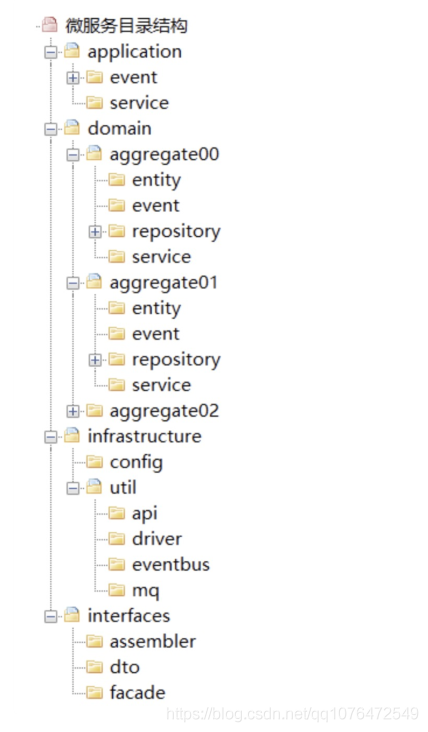 微服务目录结构
application
event
service
domain
aggregate00
entity
event
repository
service
aggregate01
entity
event
repository
service
aggregate02
infrastructure
config
util
api
driver
eventbus
mq
interfaces
assembler
dto
facade
https://blog.csdn.net/qq1076472549